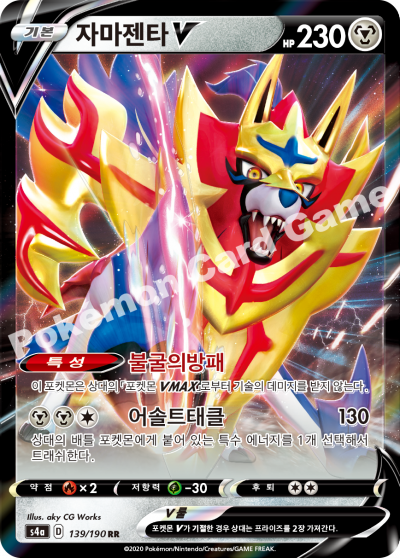 기본 자마젠타 V HP 230
Pokémon Card Game
특성 불굴의방패
이 포켓몬은 상대의 「포켓몬 VMAX」로부터 기술의 데미지를 받지 않는다.
어솔트태클 130
상대의 배틀 포켓몬에게 붙어 있는 특수 에너지를 1개 선택해서
트래쉬한다.
약점 ×2 저항력 -30 후퇴
Illus. aky CG Works
V룰
포켓몬 V가 기절한 경우 상대는 프라이즈를 2장 가져간다.
s4a D 139/190 RR
©2020 Pokémon/Nintendo/Creatures/GAME FREAK.